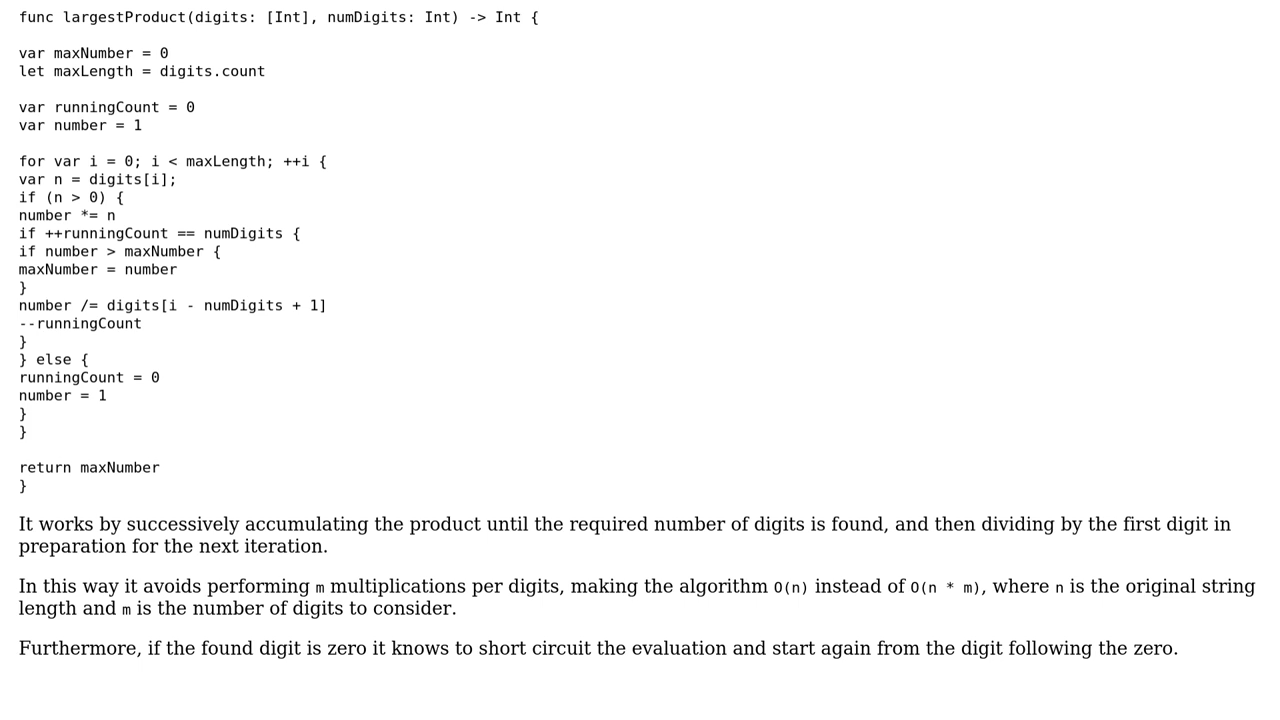 func largestProduct(digits: [Int], numDigits: Int) -> Int {
var maxNumber = 0
let maxLength = digits.count
var runningCount = 0
var number = 1
for var i = 0; i < maxLength; ++i {
var n = digits[i];
if (n > 0) {
number *= n
if ++runningCount == numDigits {
if number > maxNumber {
maxNumber = number
}
number /= digits[i - numDigits + 1]
--runningCount
}
} else {
runningCount = 0
number = 1
}
}
return maxNumber
}
It works by successively accumulating the product until the required number of digits is found, and then dividing by the first digit in
preparation for the next iteration.
In this way it avoids performing m multiplications per digits, making the algorithm O(n) instead of O(n * m), where n is the original string
length and m is the number of digits to consider.
Furthermore, if the found digit is zero it knows to short circuit the evaluation and start again from the digit following the zero.